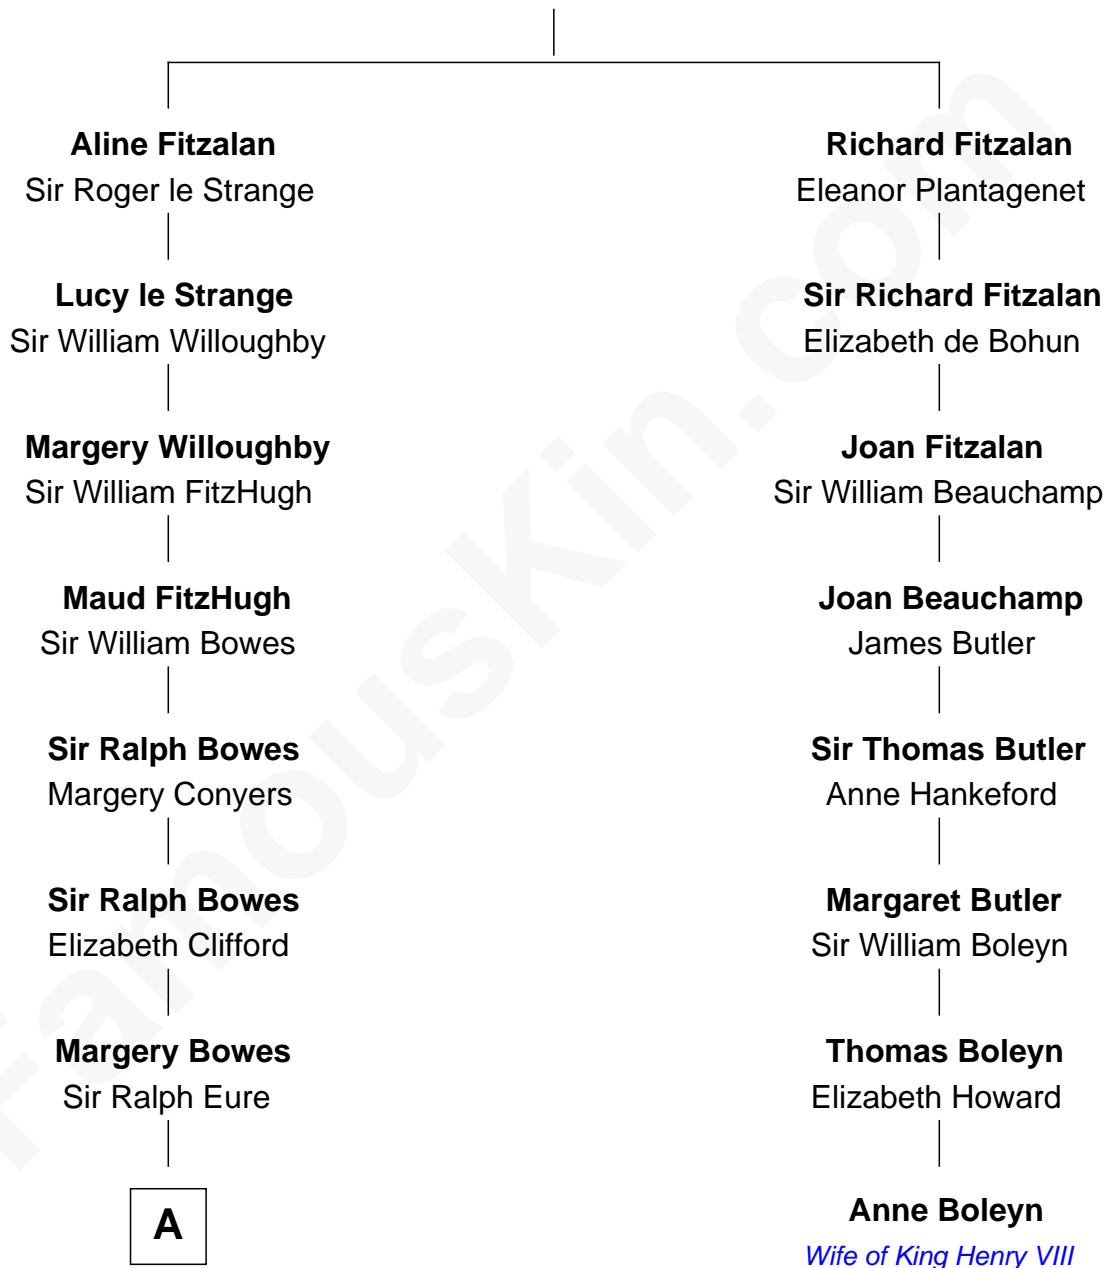 Aline Fitzalan
Sir Roger le Strange
Lucy le Strange
Sir William Willoughby
Margery Willoughby
Sir William FitzHugh
Maud FitzHugh
Sir William Bowes
Sir Ralph Bowes
Margery Conyers
Sir Ralph Bowes
Elizabeth Clifford
Margery Bowes
Sir Ralph Eure
A
Richard Fitzalan
Eleanor Plantagenet
Sir Richard Fitzalan
Elizabeth de Bohun
Joan Fitzalan
Sir William Beauchamp
Joan Beauchamp
James Butler
Sir Thomas Butler
Anne Hankeford
Margaret Butler
Sir William Boleyn
Thomas Boleyn
Elizabeth Howard
Anne Boleyn
Wife of King Henry VIII
FamousKin.com